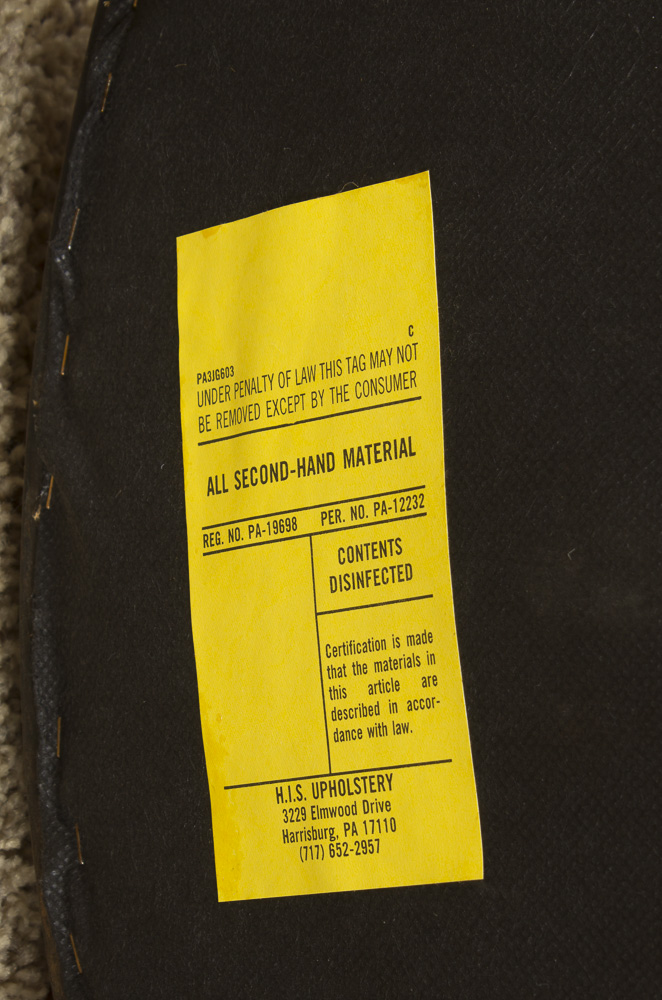 C
PA3JG603
UNDER PENALTY OF LAW THIS TAG MAY NOT
BE REMOVED EXCEPT BY THE CONSUMER
ALL SECOND-HAND MATERIAL
REG. NO. PA-19698 PER. NO. PA-12232
CONTENTS
DISINFECTED
Certification is made
that the materials in
this article are
described in accor-
dance with law.
H.I.S. UPHOLSTERY
3229 Elmwood Drive
Harrisburg, PA 17110
(717) 652-2957